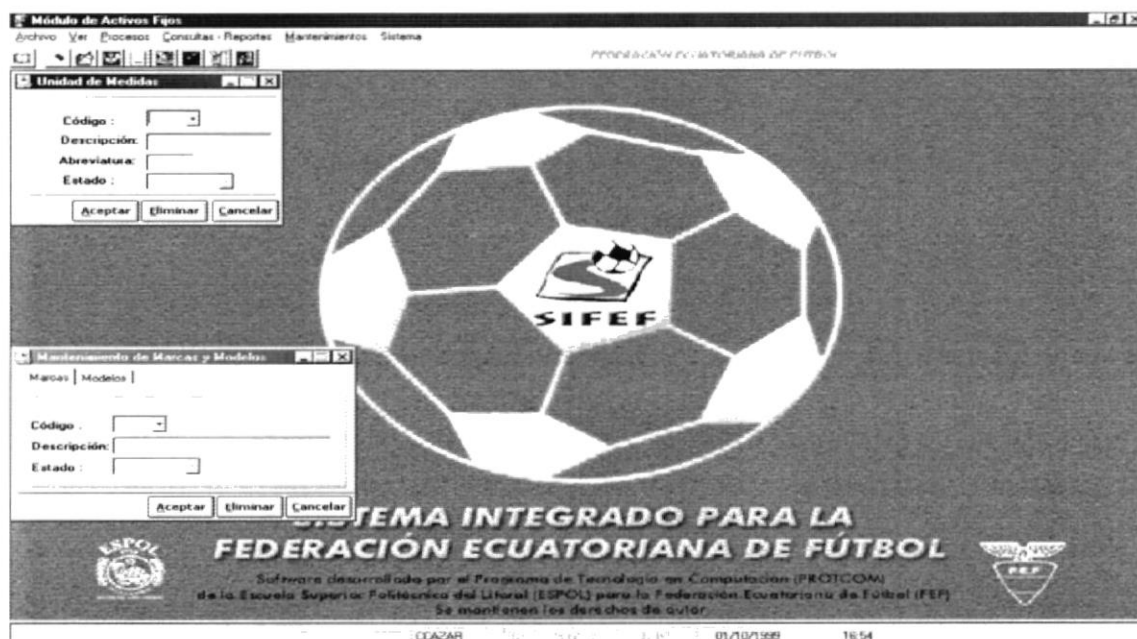 Módulo de Activos Fijos
Archivo Ver Procesos Consultas - Reportes Mantenimientos Sistema
FEDERACION ECUATORIANA DE FUTBOL
Unidad de Medidas
Código :
Descripción:
Abreviatura:
Estado :
Aceptar Eliminar Cancelar
SIFEF
Mantenimiento de Marcas y Modelos
Marcas Modelos
Código :
Descripción:
Estado :
Aceptar Eliminar Cancelar
SISTEMA INTEGRADO PARA LA
FEDERACIÓN ECUATORIANA DE FÚTBOL
ESPOL
FEF
Software desarrollado por el Programa de Tecnología en Computación (PROTCOM)
de la Escuela Superior Politécnica del Litoral (ESPOL) para la Federación Ecuatoriana de Fútbol (FEF)
Se mantienen los derechos de autor
01/10/1999 16:54